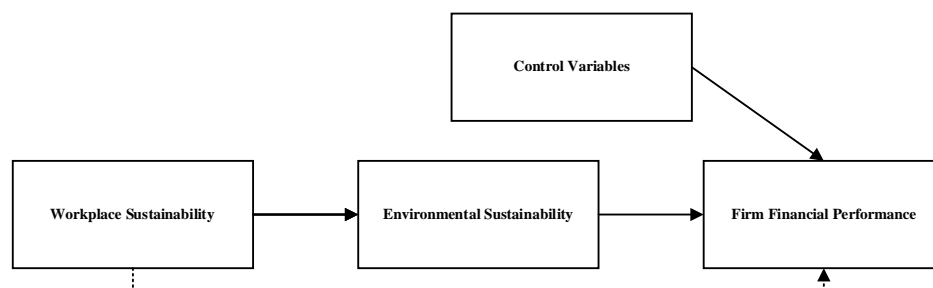 Control Variables
Workplace Sustainability
Environmental Sustainability
Firm Financial Performance